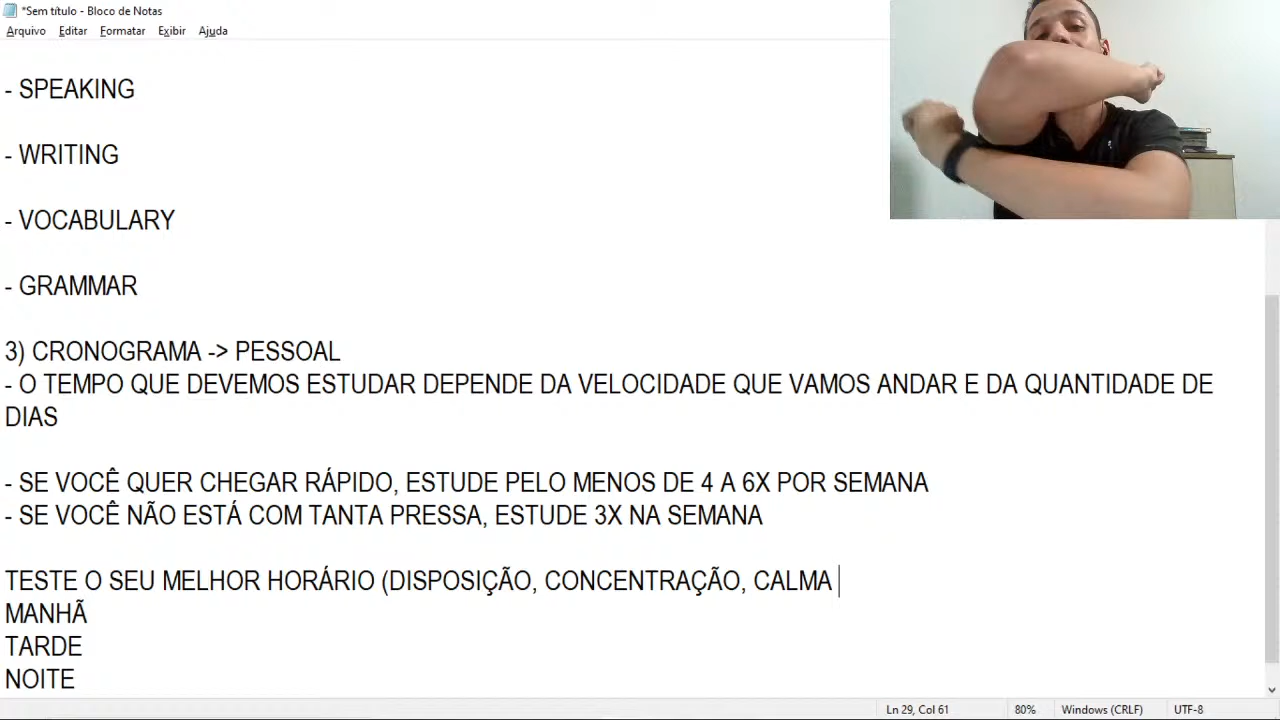 *Sem título - Bloco de Notas
Arquivo Editar Formatar Exibir Ajuda
- SPEAKING
- WRITING
- VOCABULARY
- GRAMMAR
3) CRONOGRAMA -> PESSOAL
- O TEMPO QUE DEVEMOS ESTUDAR DEPENDE DA VELOCIDADE QUE VAMOS ANDAR E DA QUANTIDADE DE
DIAS
- SE VOCÊ QUER CHEGAR RÁPIDO, ESTUDE PELO MENOS DE 4 A 6X POR SEMANA
- SE VOCÊ NÃO ESTÁ COM TANTA PRESSA, ESTUDE 3X NA SEMANA
TESTE O SEU MELHOR HORÁRIO (DISPOSIÇÃO, CONCENTRAÇÃO, CALMA
MANHÃ
TARDE
NOITE
Ln 29, Col 61 80% Windows (CRLF) UTF-8